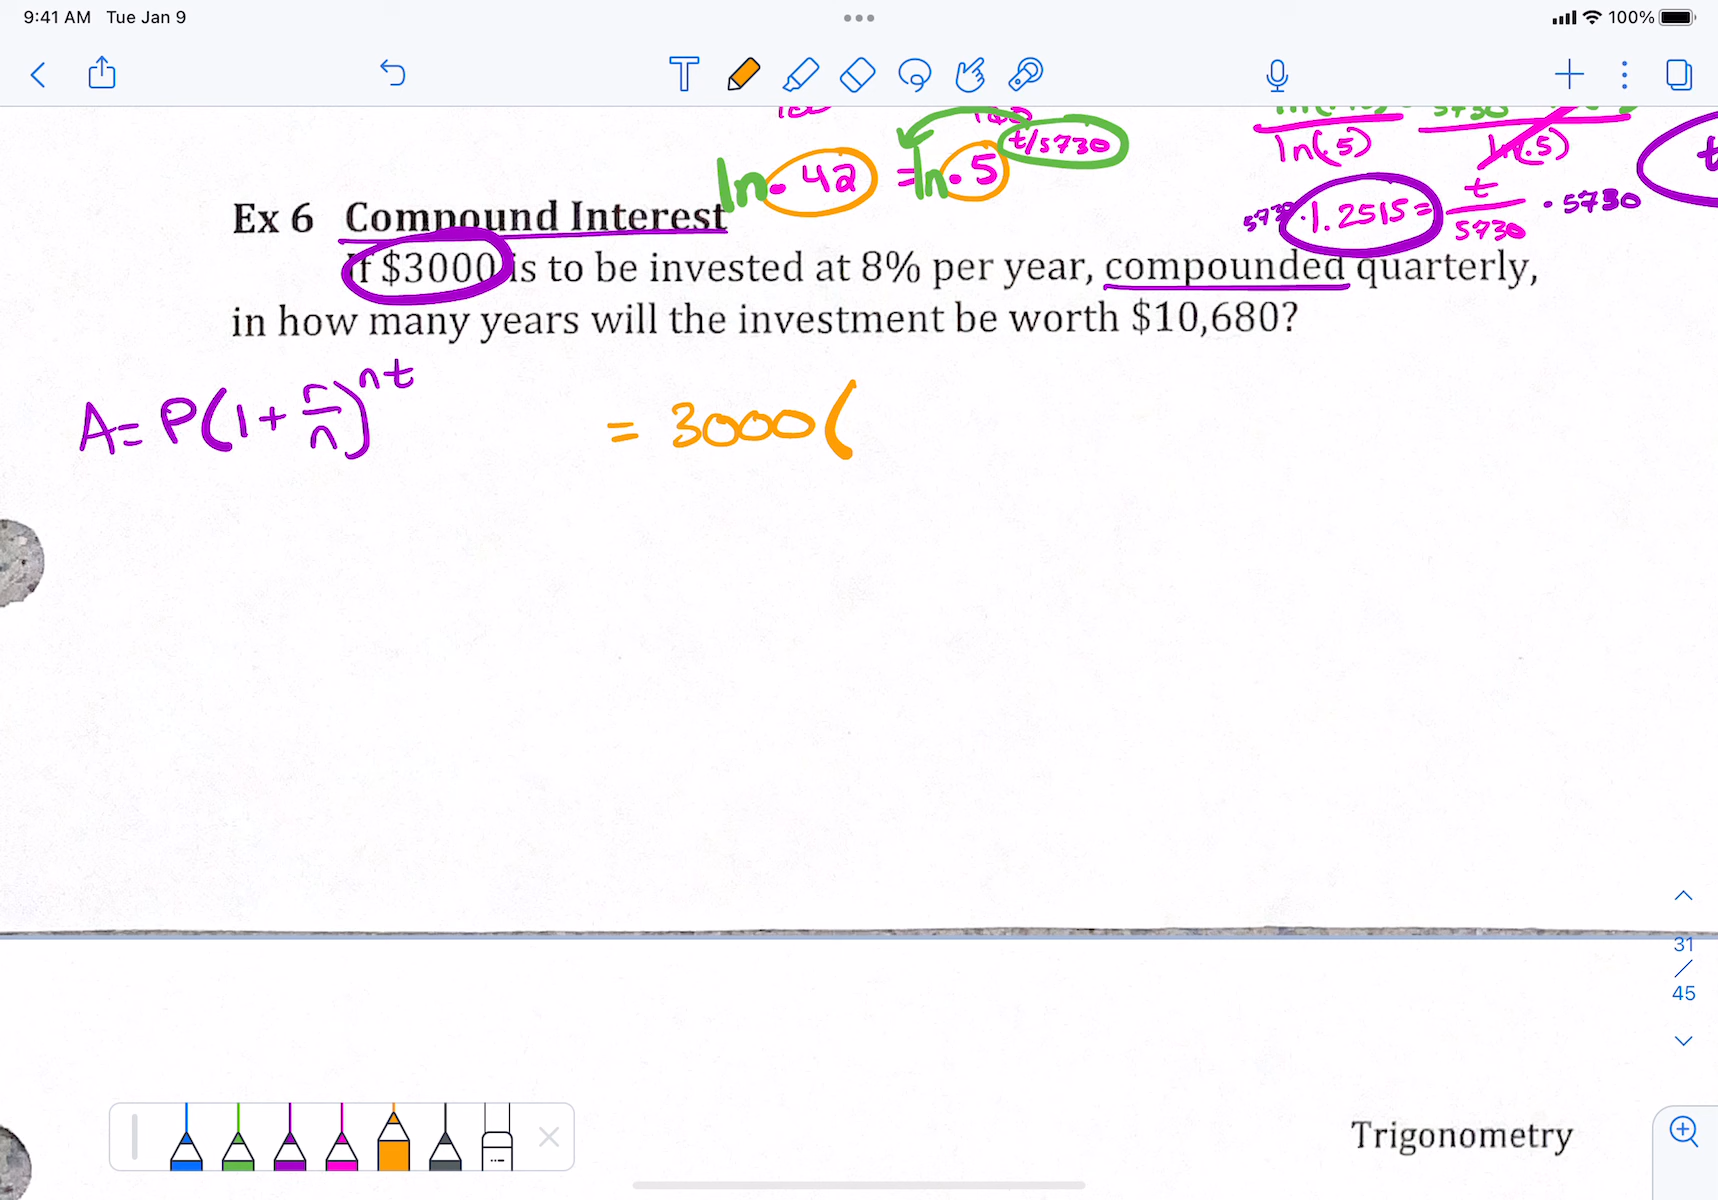 9:41 AM Tue Jan 9
100%
ln .42 = ln .5 t/5730
ln(.5) ln(.5)
5730 · 1.2515 = t/5730 · 5730
t
Ex 6 Compound Interest
If $3000 is to be invested at 8% per year, compounded quarterly,
in how many years will the investment be worth $10,680?
A = P(1 + r/n)^nt = 3000(
31
/
45
Trigonometry